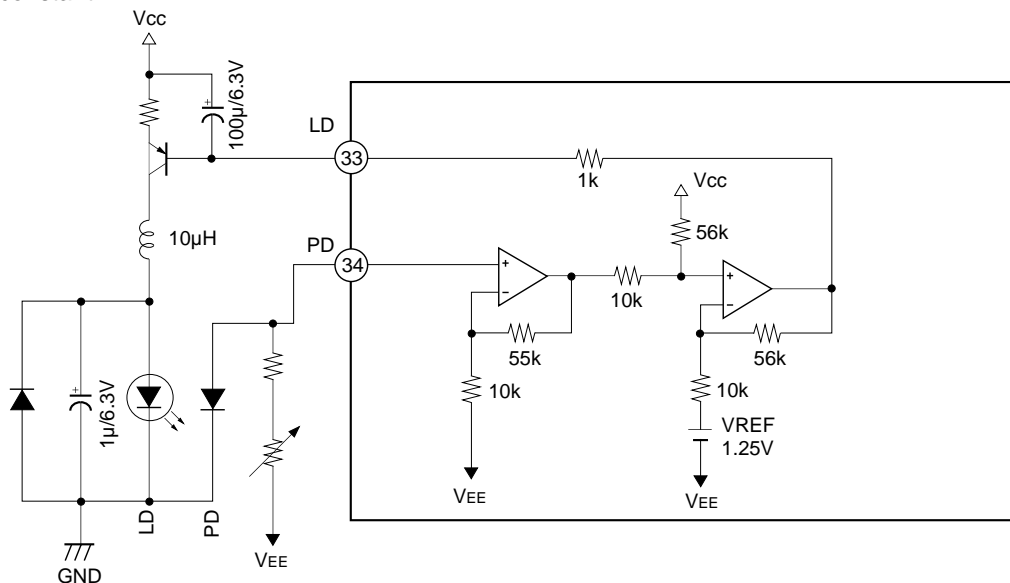 Vcc
100µ/6.3V
LD
33
1k
Vcc
56k
10µH
PD
34
10k
55k
56k
10k
10k
1µ/6.3V
VREF
1.25V
VEE
VEE
LD
PD
VEE
GND